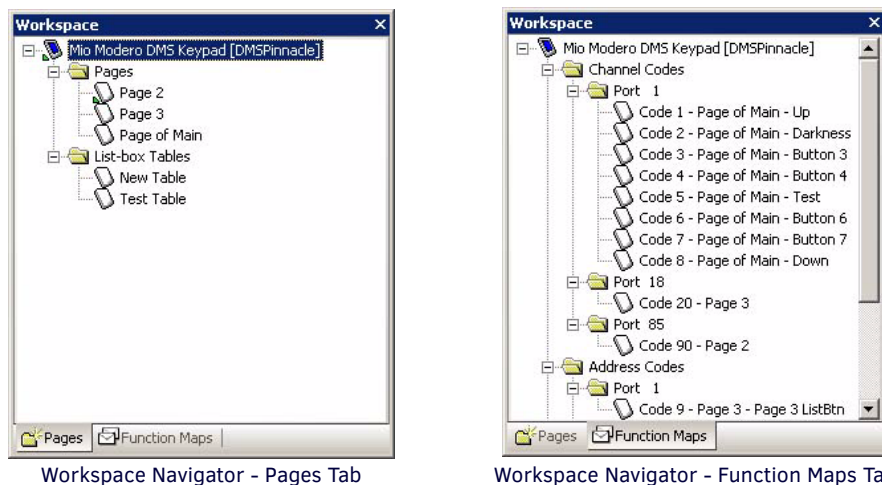 Workspace
Mio Modero DMS Keypad [DMSPinnacle]
Pages
Page 2
Page 3
Page of Main
List-box Tables
New Table
Test Table
Pages Function Maps
Workspace Navigator - Pages Tab
Workspace
Mio Modero DMS Keypad [DMSPinnacle]
Channel Codes
Port 1
Code 1 - Page of Main - Up
Code 2 - Page of Main - Darkness
Code 3 - Page of Main - Button 3
Code 4 - Page of Main - Button 4
Code 5 - Page of Main - Test
Code 6 - Page of Main - Button 6
Code 7 - Page of Main - Button 7
Code 8 - Page of Main - Down
Port 18
Code 20 - Page 3
Port 85
Code 90 - Page 2
Address Codes
Port 1
Code 9 - Page 3 - Page 3 ListBtn
Pages Function Maps
Workspace Navigator - Function Maps Ta